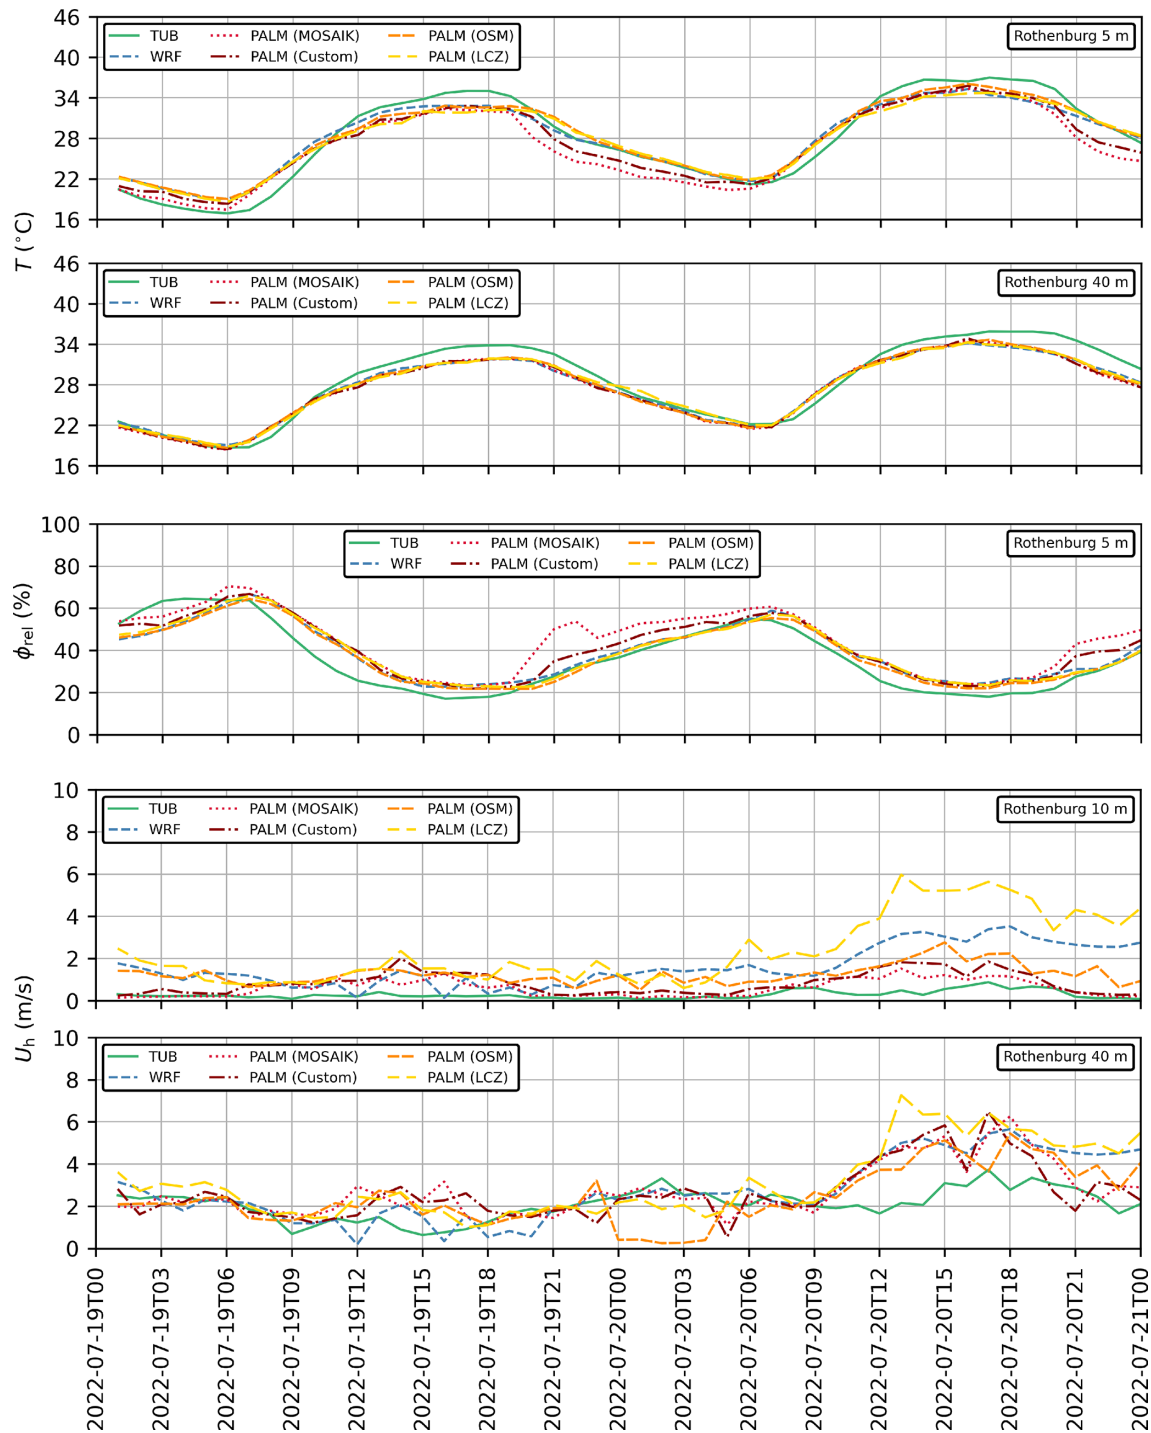 46
40
34
28
22
16
TUB PALM (MOSAIK) PALM (OSM)
WRF PALM (Custom) PALM (LCZ)
Rothenburg 5 m
T (°C)
46
40
34
28
22
16
TUB PALM (MOSAIK) PALM (OSM)
WRF PALM (Custom) PALM (LCZ)
Rothenburg 40 m
100
80
60
40
20
0
ϕrel (%)
TUB PALM (MOSAIK) PALM (OSM)
WRF PALM (Custom) PALM (LCZ)
Rothenburg 5 m
10
8
6
4
2
0
TUB PALM (MOSAIK) PALM (OSM)
WRF PALM (Custom) PALM (LCZ)
Rothenburg 10 m
Uh (m/s)
10
8
6
4
2
0
TUB PALM (MOSAIK) PALM (OSM)
WRF PALM (Custom) PALM (LCZ)
Rothenburg 40 m
2022-07-19T00
2022-07-19T03
2022-07-19T06
2022-07-19T09
2022-07-19T12
2022-07-19T15
2022-07-19T18
2022-07-19T21
2022-07-20T00
2022-07-20T03
2022-07-20T06
2022-07-20T09
2022-07-20T12
2022-07-20T15
2022-07-20T18
2022-07-20T21
2022-07-21T00